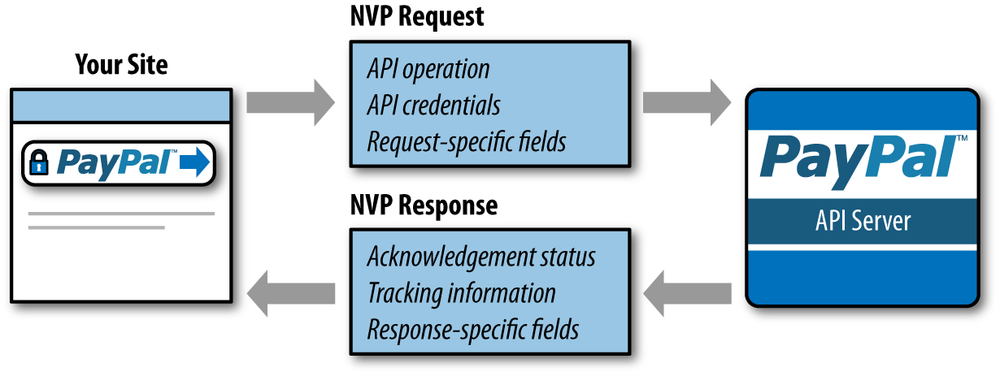 Your Site
PayPal™
NVP Request
API operation
API credentials
Request-specific fields
NVP Response
Acknowledgement status
Tracking information
Response-specific fields
PayPal™
API Server